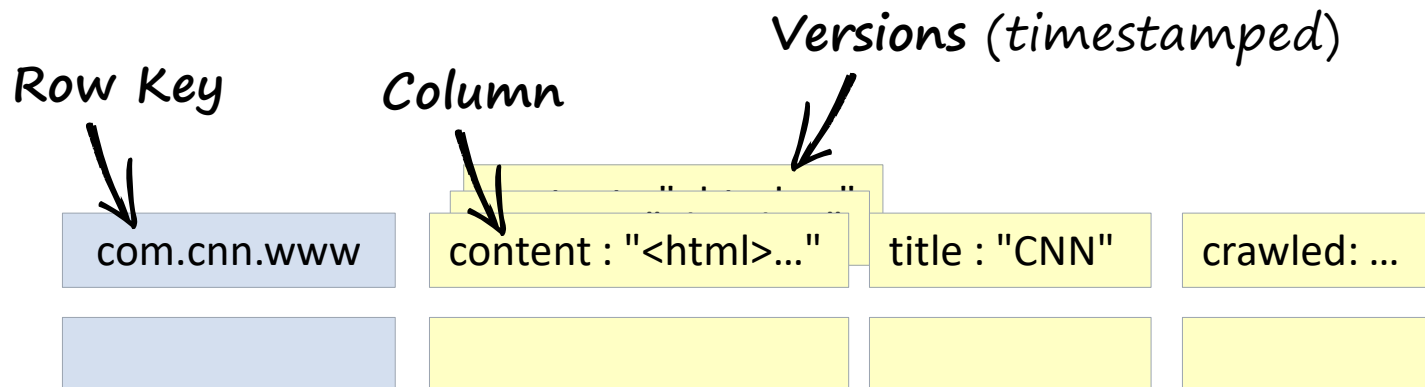 Versions (timestamped)
Row Key
Column
com.cnn.www
content : "<html>..."
title : "CNN"
crawled: ...